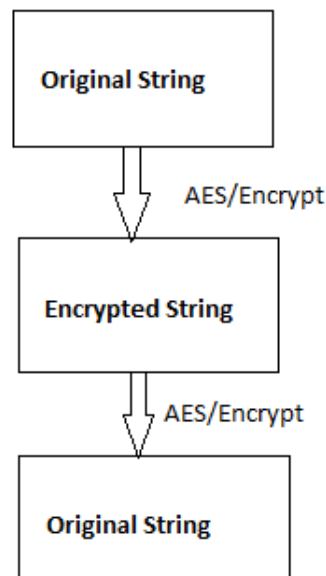 Original String
AES/Encrypt
Encrypted String
AES/Encrypt
Original String